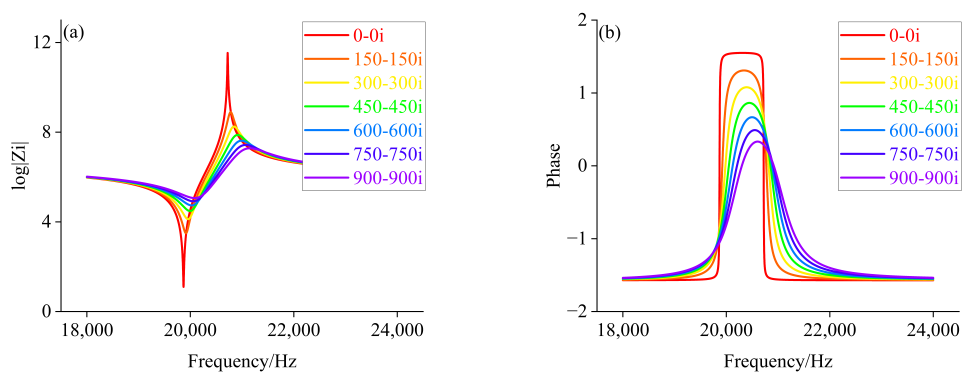 (a)
0-0i
150-150i
300-300i
450-450i
600-600i
750-750i
900-900i
12
8
4
0
log|Zi|
18,000 20,000 22,000 24,000
Frequency/Hz
(b)
0-0i
150-150i
300-300i
450-450i
600-600i
750-750i
900-900i
2
1
0
−1
−2
Phase
18,000 20,000 22,000 24,000
Frequency/Hz